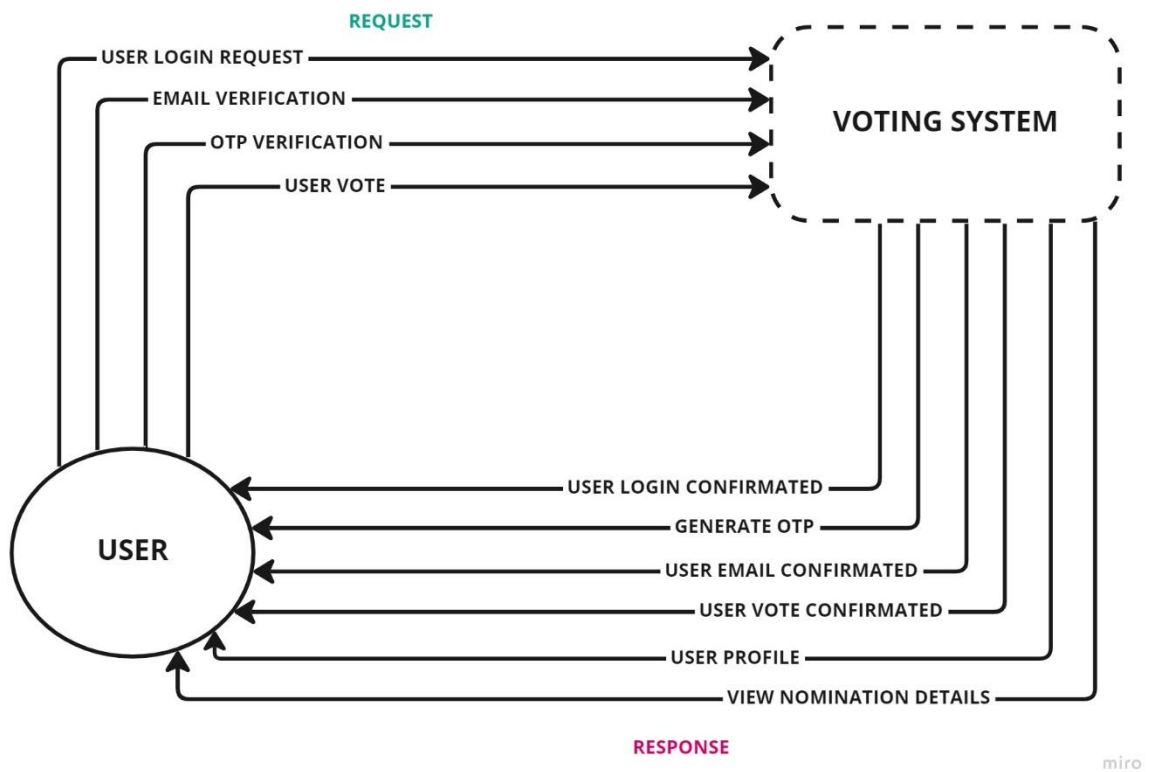 REQUEST
USER LOGIN REQUEST
EMAIL VERIFICATION
OTP VERIFICATION
USER VOTE
VOTING SYSTEM
USER
USER LOGIN CONFIRMATED
GENERATE OTP
USER EMAIL CONFIRMATED
USER VOTE CONFIRMATED
USER PROFILE
VIEW NOMINATION DETAILS
RESPONSE
miro